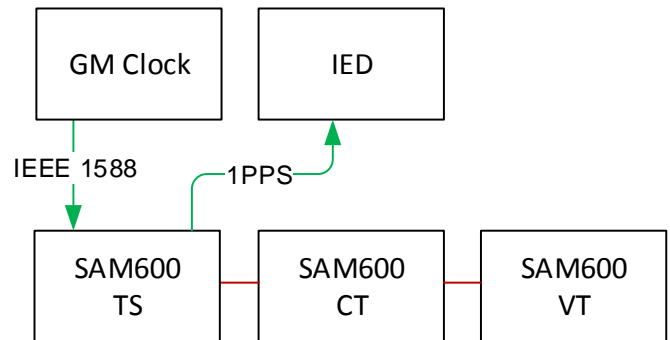 GM Clock
IED
IEEE 1588
1PPS
SAM600
TS
SAM600
CT
SAM600
VT